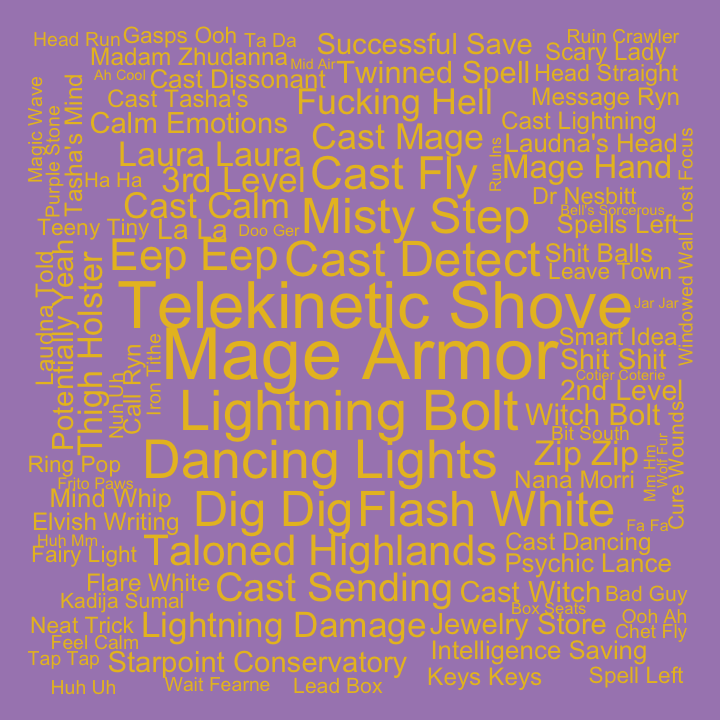 Head Run
Gasps Ooh
Ta Da
Successful Save
Ruin Crawler
Madam Zhudanna
Mid Air
Scary Lady
Ah Cool
Cast Dissonant
Twinned Spell
Head Straight
Cast Tasha's
Fucking Hell
Message Ryn
Calm Emotions
Cast Mage
Cast Lightning
Laura Laura
Laudna's Head
Magic Wave
Purple Stone
Tasha's Mind
Ha Ha
3rd Level
Cast Fly
Run Ins
Mage Hand
Lost Focus
Cast Calm
Misty Step
Dr Nesbitt
Bell's Sorcerous
Teeny Tiny
La La
Doo Ger
Spells Left
Eep Eep
Cast Detect
Shit Balls
Leave Town
Windowed Wall
Laudna Told
Potentially Yeah
Thigh Holster
Telekinetic Shove
Jar Jar
Mage Armor
Smart Idea
Shit Shit
Cotier Coterie
Nuh Uh
Call Ryn
Iron Tithe
Lightning Bolt
2nd Level
Witch Bolt
Bit South
Ring Pop
Dancing Lights
Zip Zip
Mm Hm
Wolf Fur
Cure Wounds
Frito Paws
Mind Whip
Nana Morri
Elvish Writing
Dig Dig
Flash White
Fa Fa
Huh Mm
Fairy Light
Taloned Highlands
Cast Dancing
Psychic Lance
Flare White
Cast Sending
Cast Witch
Bad Guy
Kadija Sumal
Box Seats
Neat Trick
Lightning Damage
Jewelry Store
Ooh Ah
Chet Fly
Feel Calm
Tap Tap
Starpoint Conservatory
Intelligence Saving
Huh Uh
Wait Fearne
Lead Box
Keys Keys
Spell Left